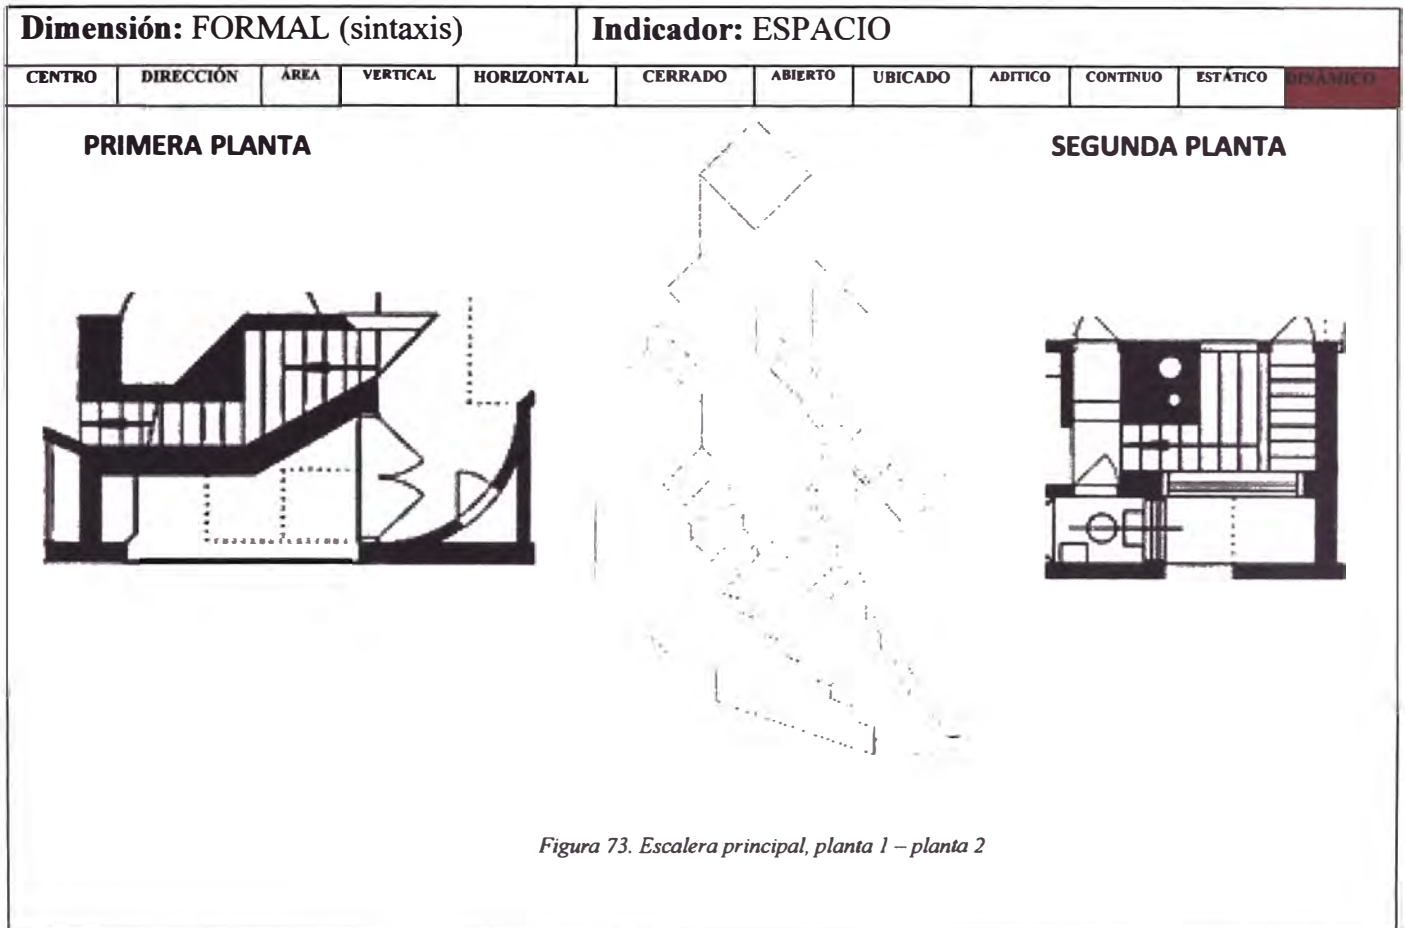 Dimensión: FORMAL (sintaxis) Indicador: ESPACIO
CENTRO DIRECCIÓN ÁREA VERTICAL HORIZONTAL CERRADO ABIERTO UBICADO ADITICO CONTINUO ESTÁTICO DINÁMICO
PRIMERA PLANTA SEGUNDA PLANTA
Figura 73. Escalera principal, planta 1 – planta 2